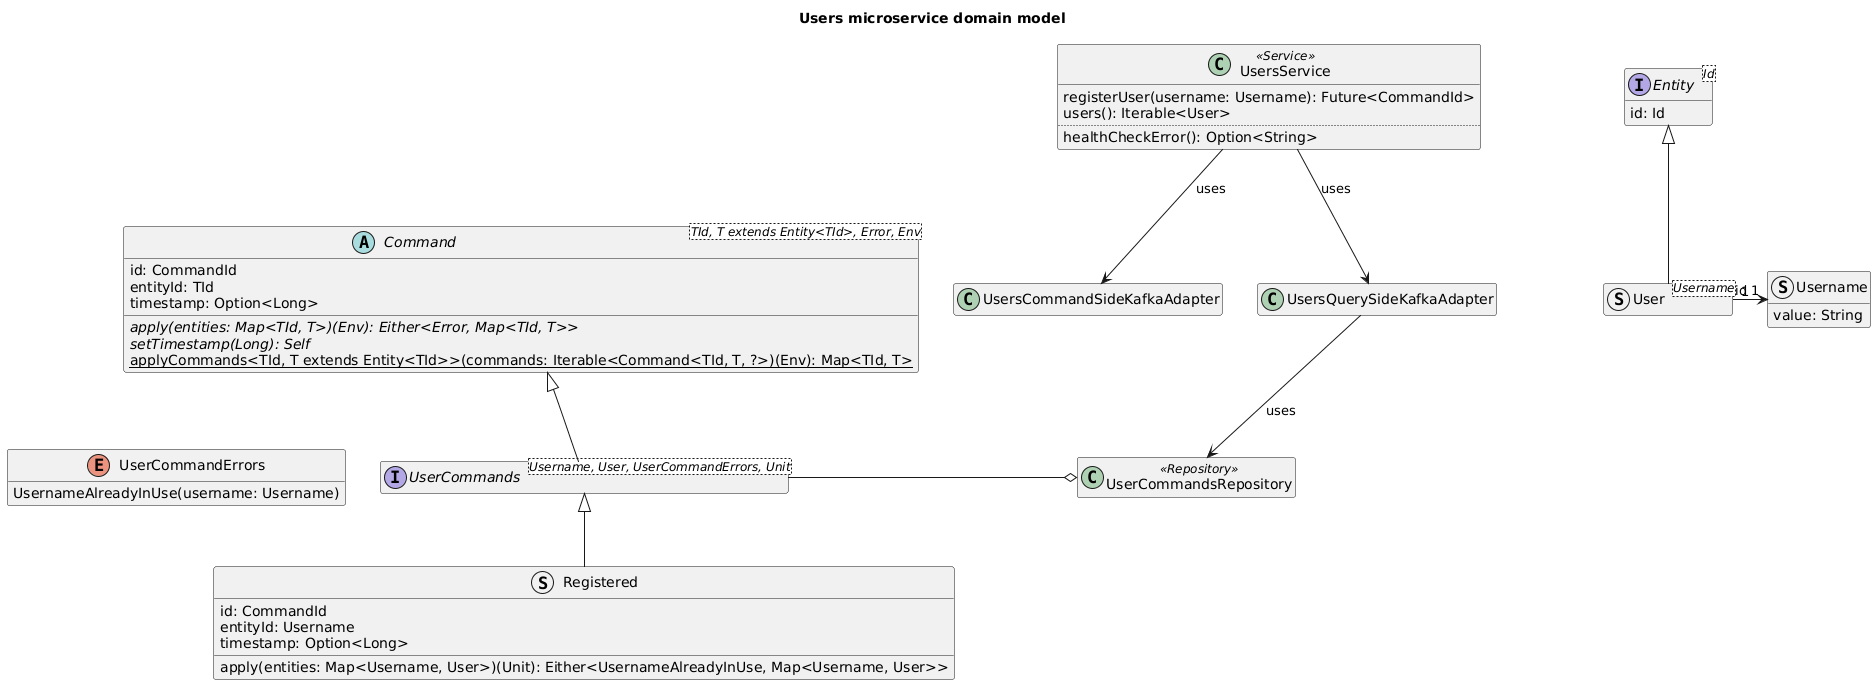 Users microservice domain model
C
«Service»
UsersService
registerUser(username: Username): Future<CommandId>
users(): Iterable<User>
healthCheckError(): Option<String>
I
Entity
Id
id: Id
uses
uses
A
Command
TId, T extends Entity<TId>, Error, Env
id: CommandId
entityId: TId
timestamp: Option<Long>
apply(entities: Map<TId, T>)(Env): Either<Error, Map<TId, T>>
setTimestamp(Long): Self
applyCommands<TId, T extends Entity<TId>>(commands: Iterable<Command<TId, T, ?>)(Env): Map<TId, T>
C
UsersCommandSideKafkaAdapter
C
UsersQuerySideKafkaAdapter
S
User
Username
id
1
1
S
Username
value: String
uses
E
UserCommandErrors
UsernameAlreadyInUse(username: Username)
I
UserCommands
Username, User, UserCommandErrors, Unit
C
«Repository»
UserCommandsRepository
S
Registered
id: CommandId
entityId: Username
timestamp: Option<Long>
apply(entities: Map<Username, User>)(Unit): Either<UsernameAlreadyInUse, Map<Username, User>>